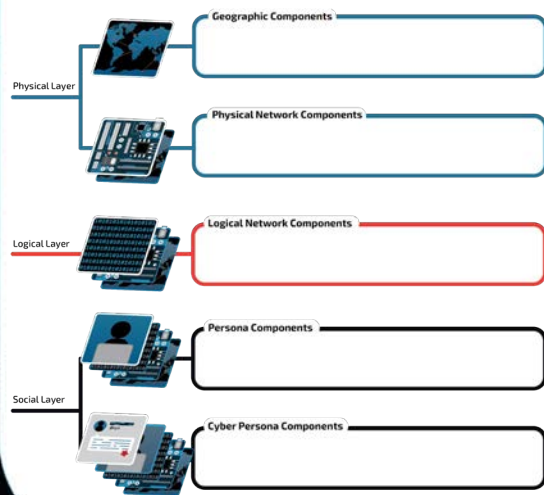 Geographic Components
Physical Layer
Physical Network Components
Logical Network Components
Logical Layer
Persona Components
Social Layer
Cyber Persona Components